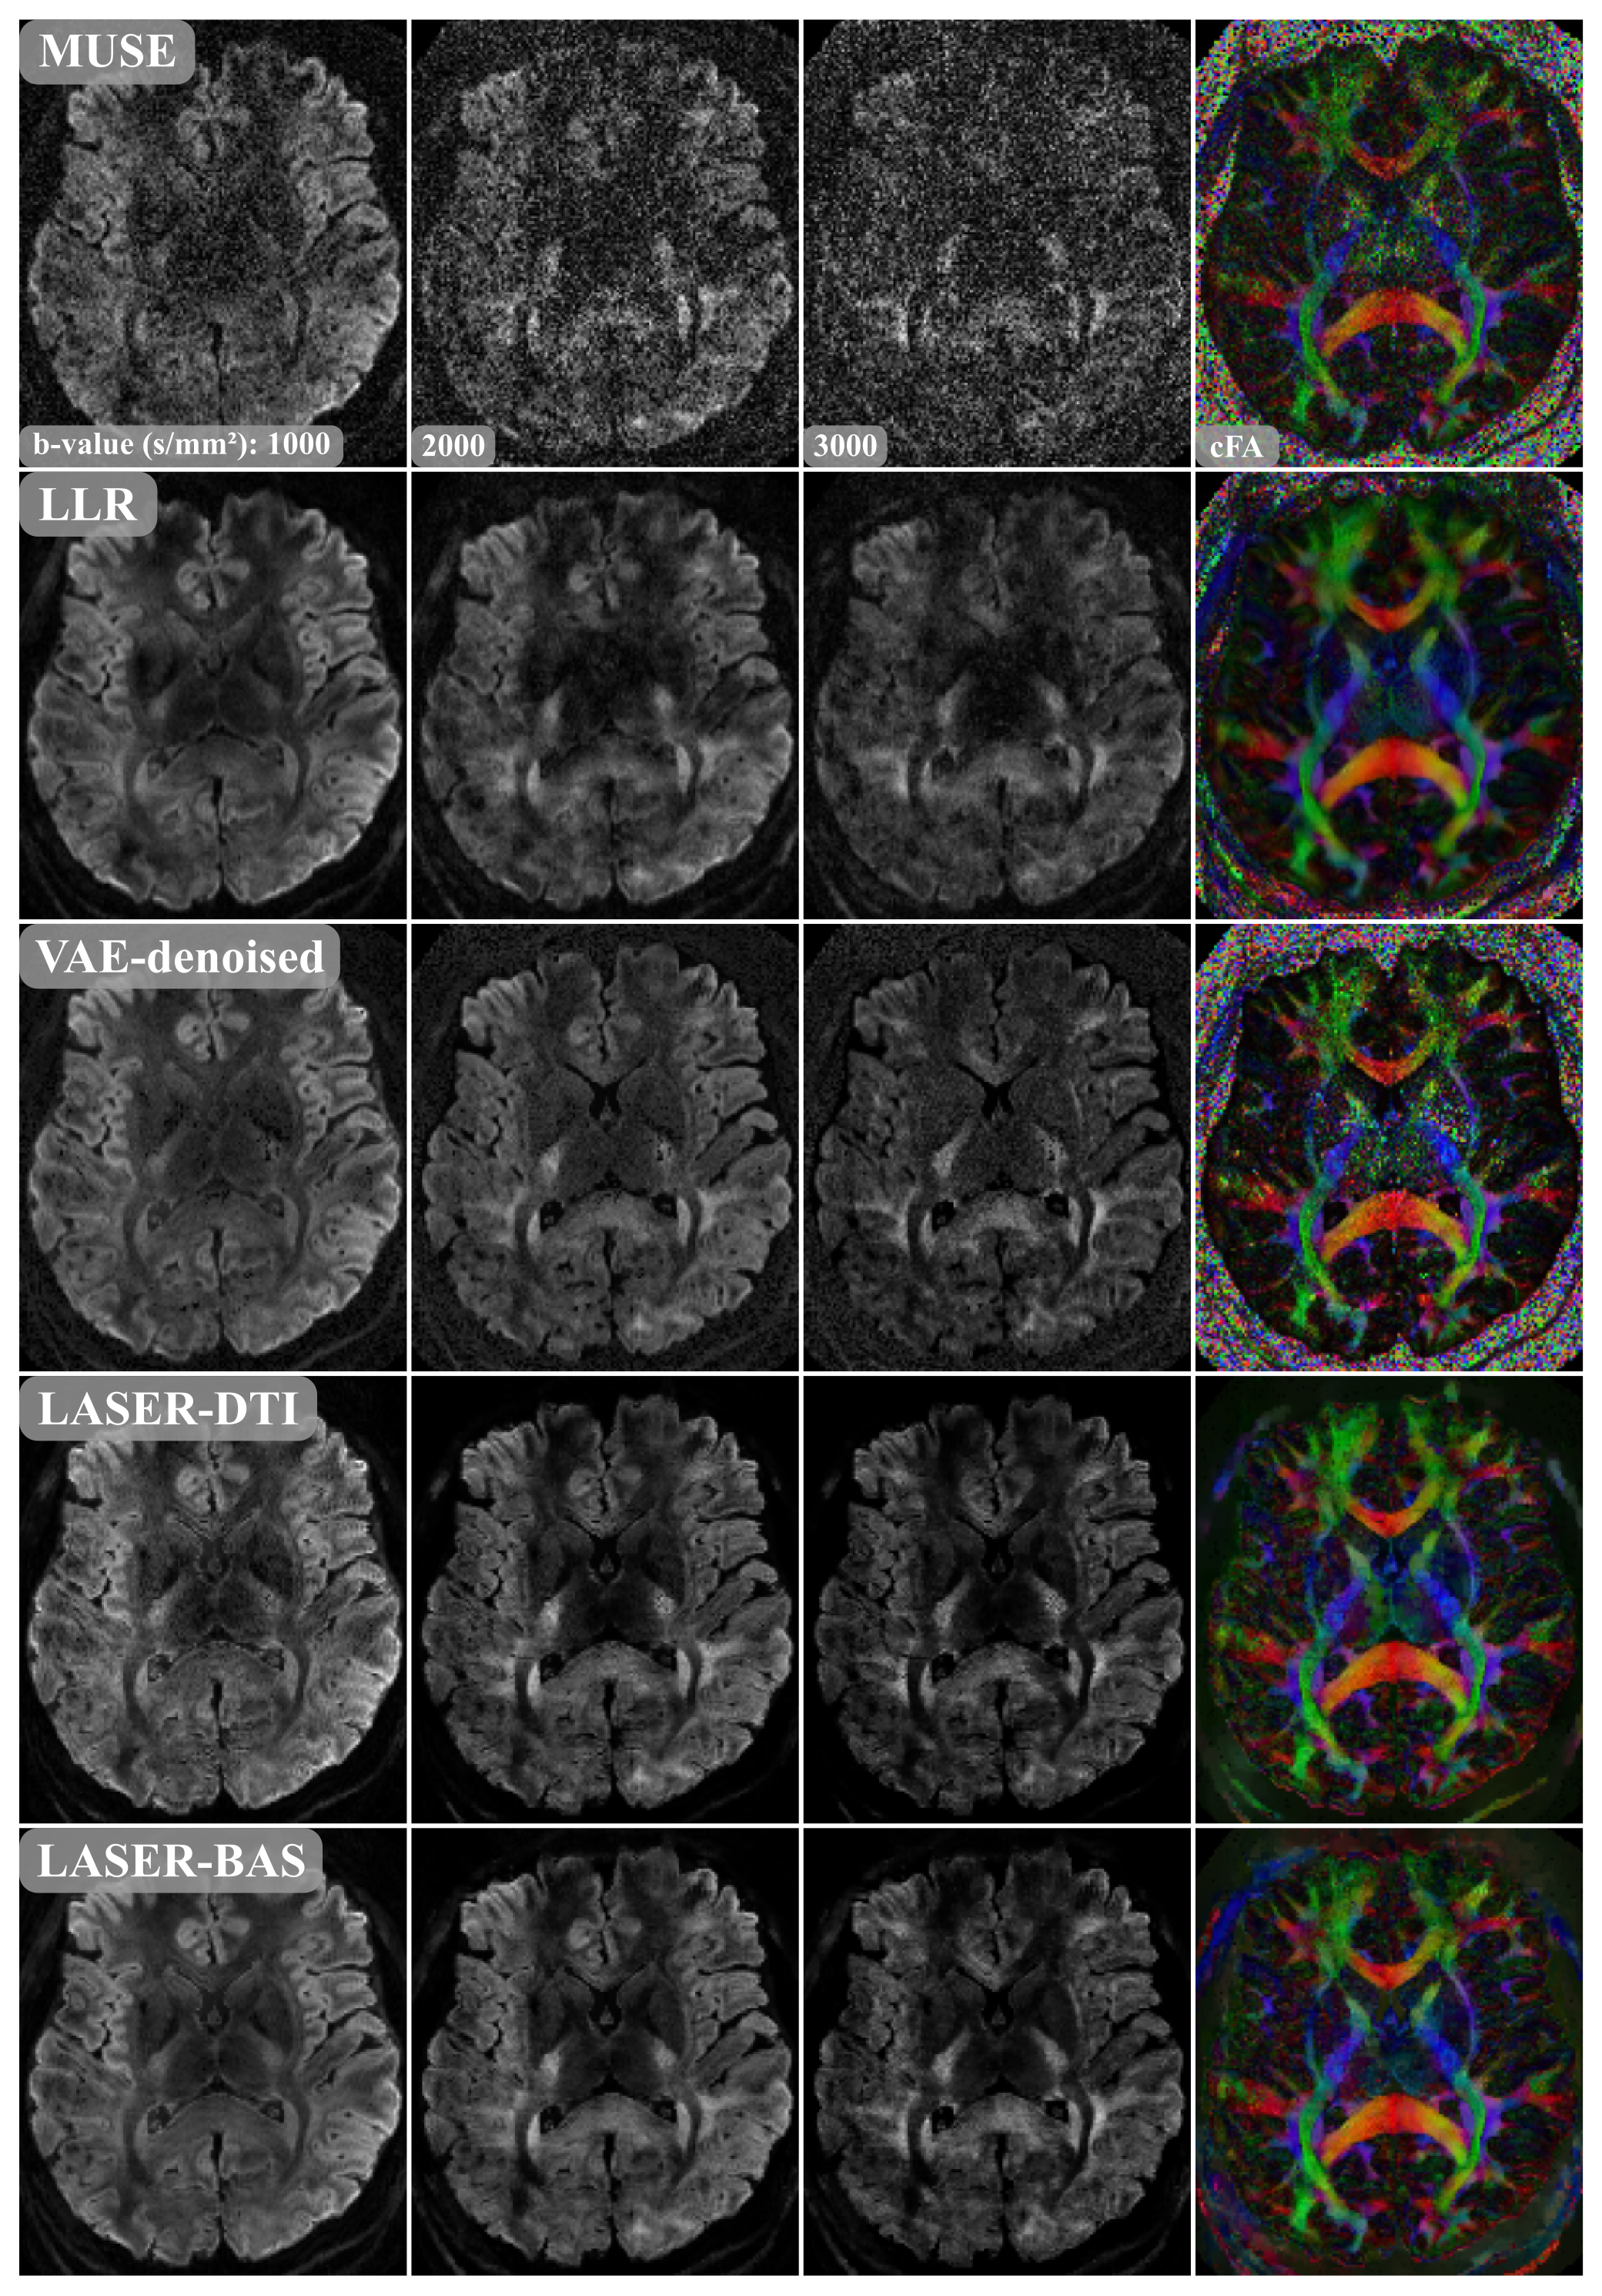 MUSE
b-value (s/mm²): 1000
2000
3000
cFA
LLR
VAE-denoised
LASER-DTI
LASER-BAS